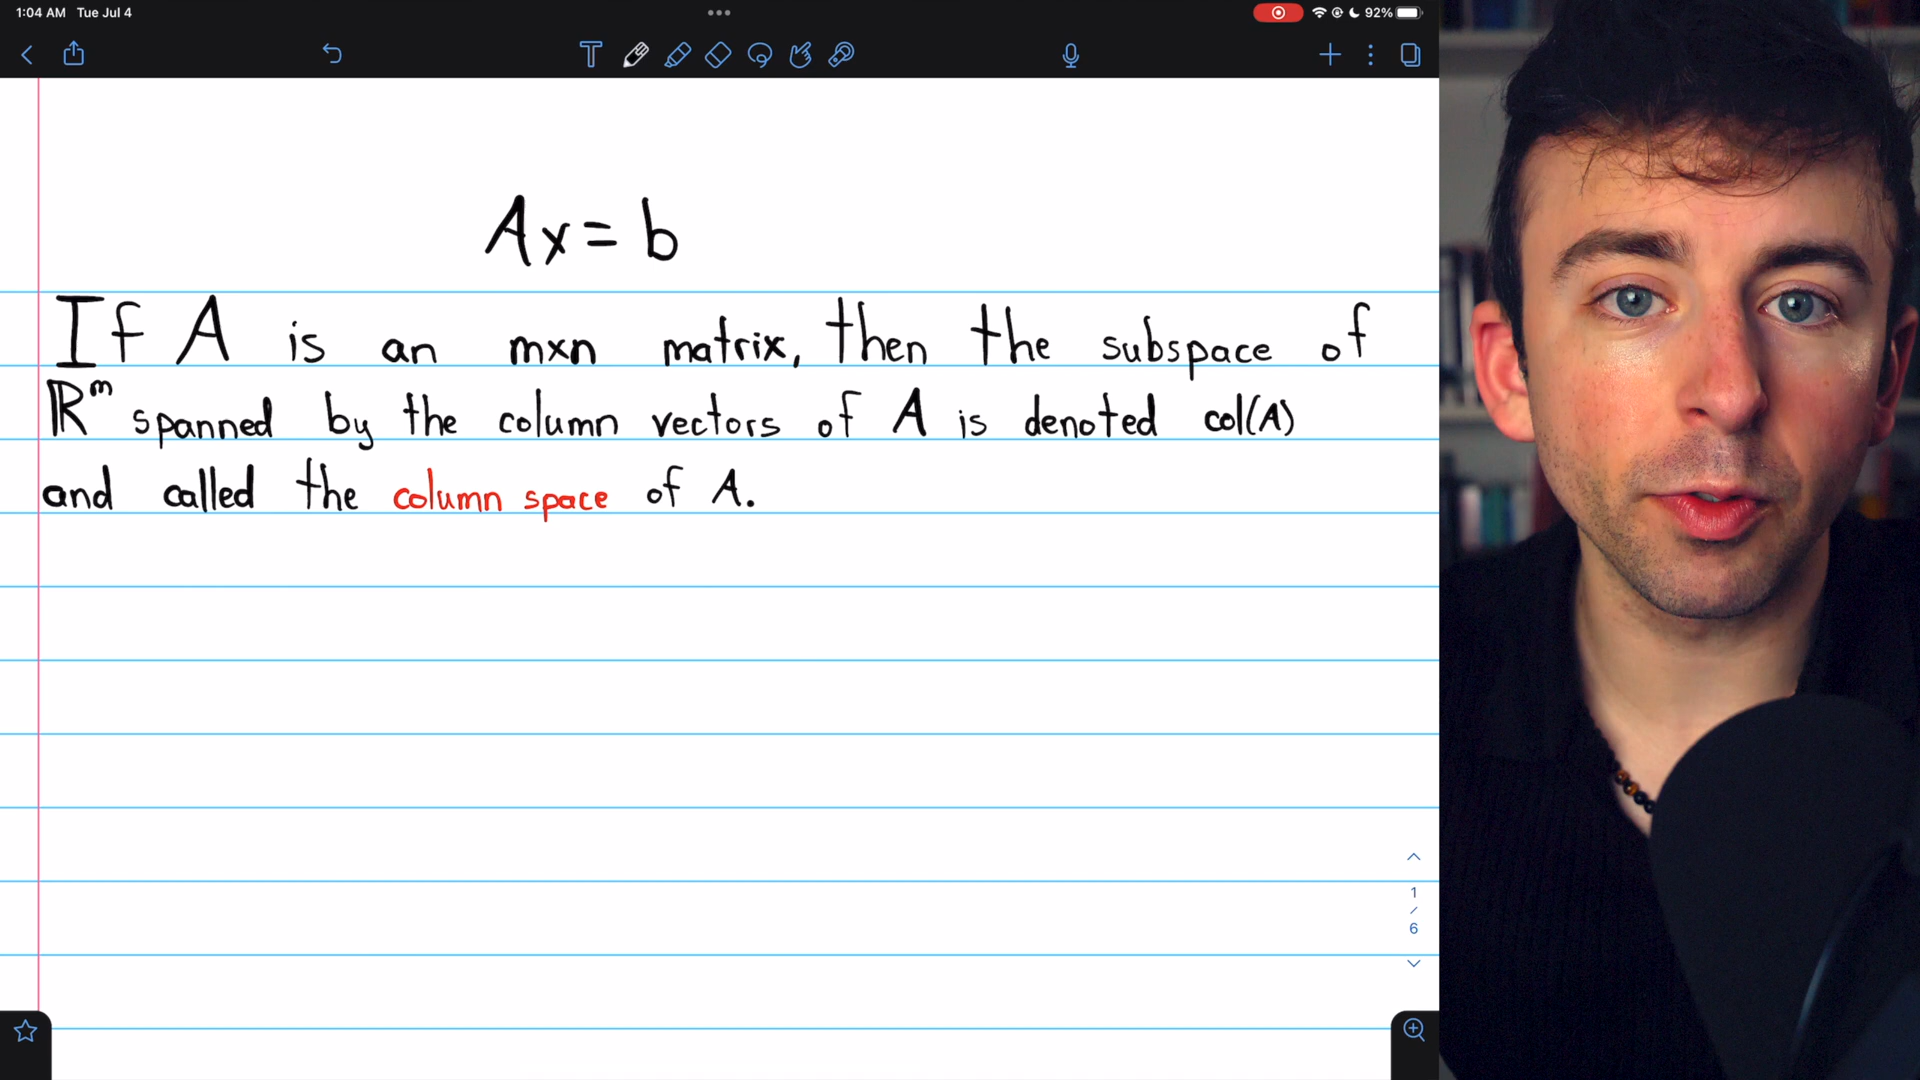 1:04 AM Tue Jul 4
92%
Ax = b
If A is an mxn matrix, then the subspace of
ℝᵐ spanned by the column vectors of A is denoted col(A)
and called the column space of A.
1
/
6